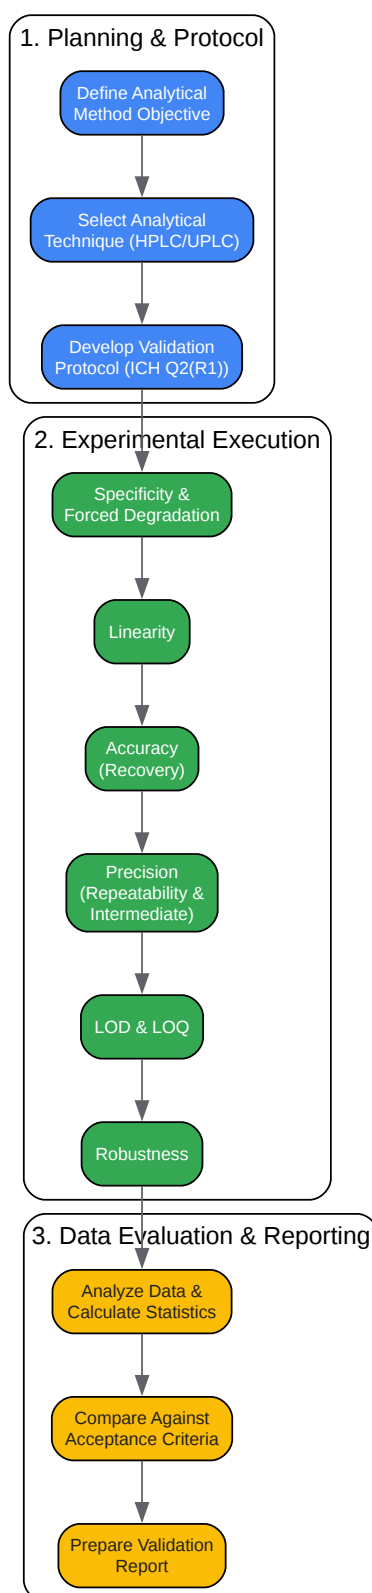 1. Planning & Protocol
Define Analytical
Method Objective
Select Analytical
Technique (HPLC/UPLC)
Develop Validation
Protocol (ICH Q2(R1))
2. Experimental Execution
Specificity &
Forced Degradation
Linearity
Accuracy
(Recovery)
Precision
(Repeatability &
Intermediate)
LOD & LOQ
Robustness
3. Data Evaluation & Reporting
Analyze Data &
Calculate Statistics
Compare Against
Acceptance Criteria
Prepare Validation
Report